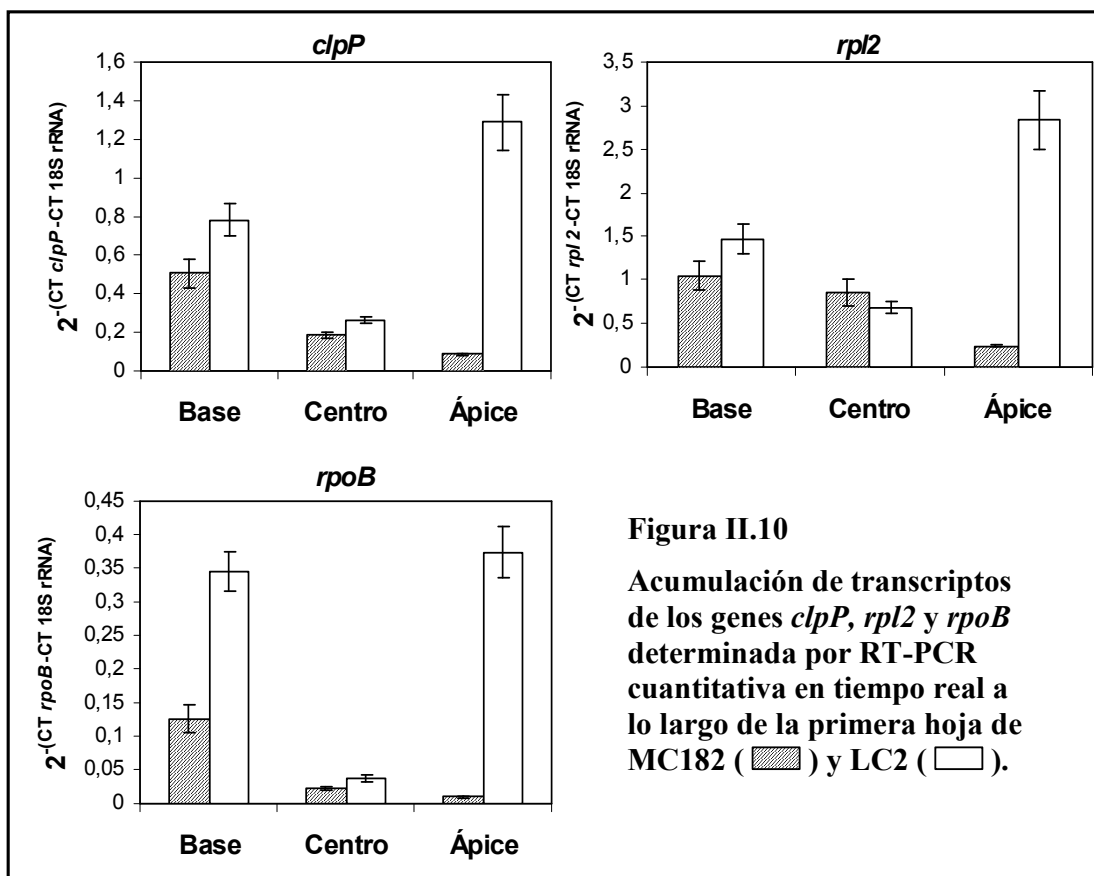 clpP
1,6
1,4
1,2
1
0,8
0,6
0,4
0,2
0
2-(CT clpP-CT 18S rRNA)
Base Centro Ápice
rpl2
3,5
3
2,5
2
1,5
1
0,5
0
2-(CT rpl 2-CT 18S rRNA)
Base Centro Ápice
rpoB
0,45
0,4
0,35
0,3
0,25
0,2
0,15
0,1
0,05
0
2-(CT rpoB-CT 18S rRNA)
Base Centro Ápice
Figura II.10
Acumulación de transcriptos
de los genes clpP, rpl2 y rpoB
determinada por RT-PCR
cuantitativa en tiempo real a
lo largo de la primera hoja de
MC182 ( ) y LC2 ( ).